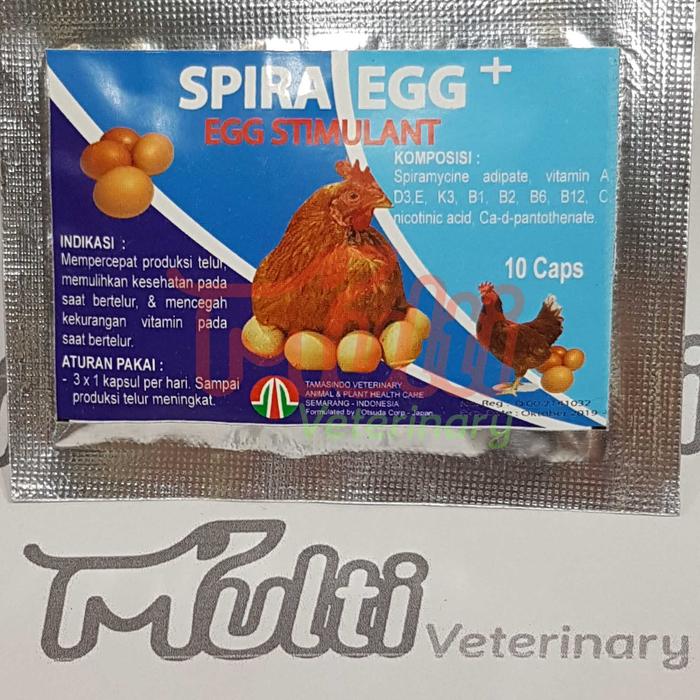 SPIRA EGG +
EGG STIMULANT
KOMPOSISI :
Spiramycine adipate, vitamin A
D3,E, K3, B1, B2, B6, B12, C
nicotinic acid, Ca-d-pantothenate.
10 Caps
INDIKASI :
Mempercepat produksi telur,
memulihkan kesehatan pada
saat bertelur, & mencegah
kekurangan vitamin pada
saat bertelur.
ATURAN PAKAI :
- 3 x 1 kapsul per hari. Sampai
produksi telur meningkat.
TAMASINDO VETERINARY
ANIMAL & PLANT HEALTH CARE
SEMARANG - INDONESIA
Formulated by : Otsuda Corp - Japan
No. Reg :
Oktober 2019
Multi
Veterinary
Multi Veterinary